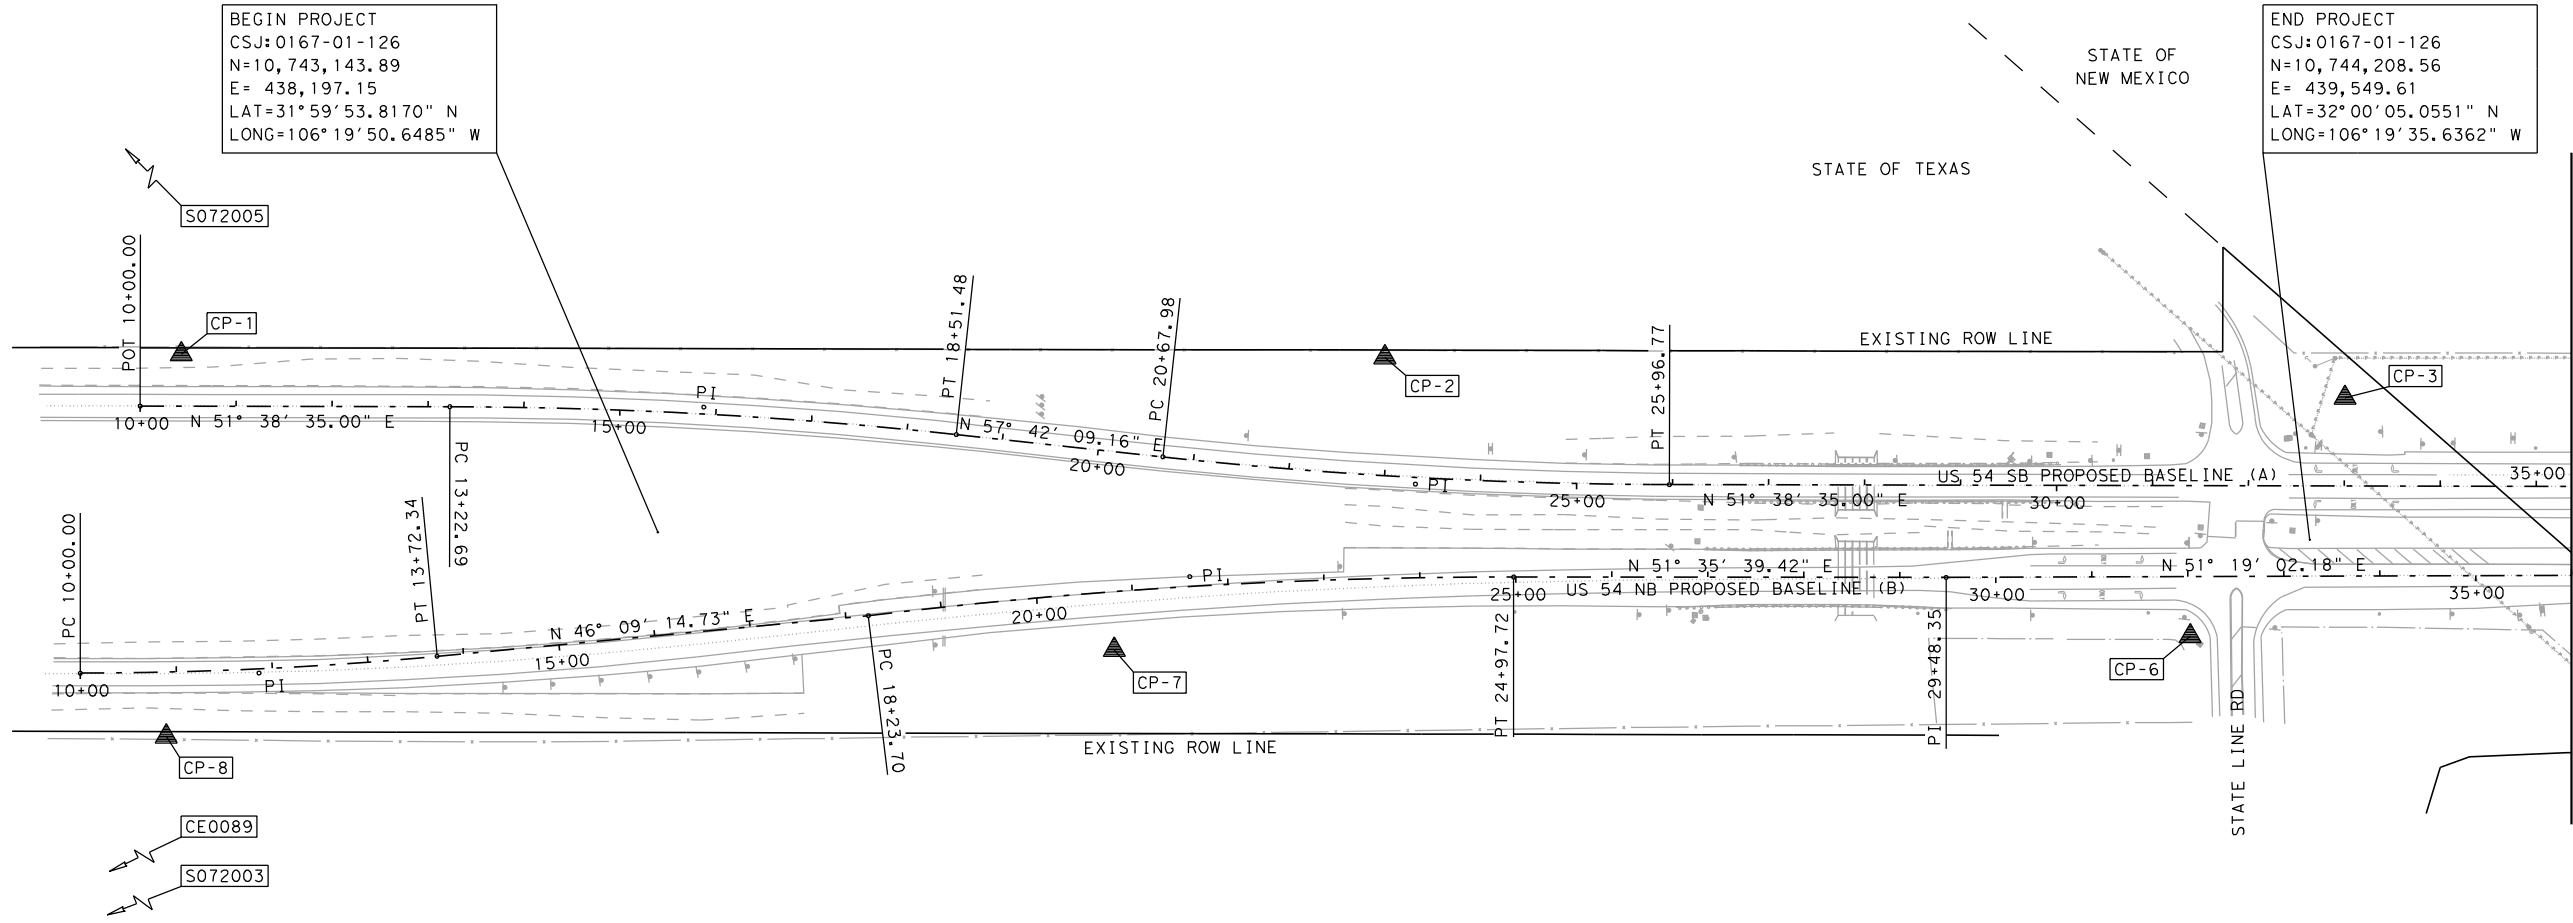 BEGIN PROJECT
CSJ:0167-01-126
N=10,743,143.89
E= 438,197.15
LAT=31°59'53.8170" N
LONG=106°19'50.6485" W
END PROJECT
CSJ:0167-01-126
N=10,744,208.56
E= 439,549.61
LAT=32°00'05.0551" N
LONG=106°19'35.6362" W
STATE OF
NEW MEXICO
STATE OF TEXAS
S072005
POT 10+00.00
CP-1
PT 18+51.48
PC 20+67.98
PT 25+96.77
EXISTING ROW LINE
CP-2
CP-3
PI
10+00
N 51° 38' 35.00" E
15+00
N 57° 42' 09.16" E
20+00
PI
25+00
N 51° 38' 35.00" E
US 54 SB PROPOSED BASELINE (A)
30+00
35+00
PC 13+22.69
PT 13+72.34
PC 10+00.00
10+00
PI
15+00
N 46° 09' 14.73" E
PC 18+23.70
20+00
PI
25+00
N 51° 35' 39.42" E
US 54 NB PROPOSED BASELINE (B)
30+00
N 51° 19' 02.18" E
35+00
PT 24+97.72
PI 29+48.35
CP-7
CP-6
CP-8
EXISTING ROW LINE
STATE LINE RD
CE0089
S072003